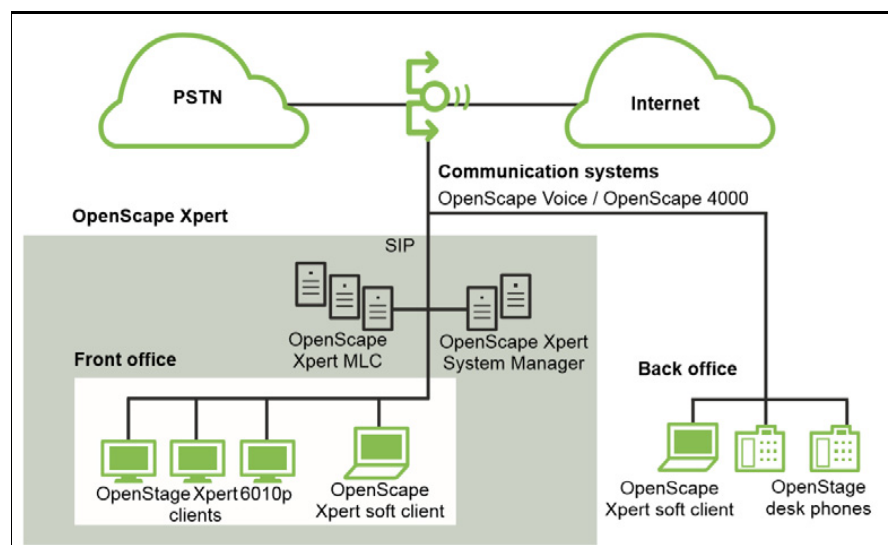 PSTN
Internet
Communication systems
OpenScape Voice / OpenScape 4000
OpenScape Xpert
SIP
OpenScape
Xpert MLC
OpenScape Xpert
System Manager
Front office
Back office
OpenStage Xpert 6010p
clients
OpenScape
Xpert soft client
OpenScape
Xpert soft client
OpenStage
desk phones